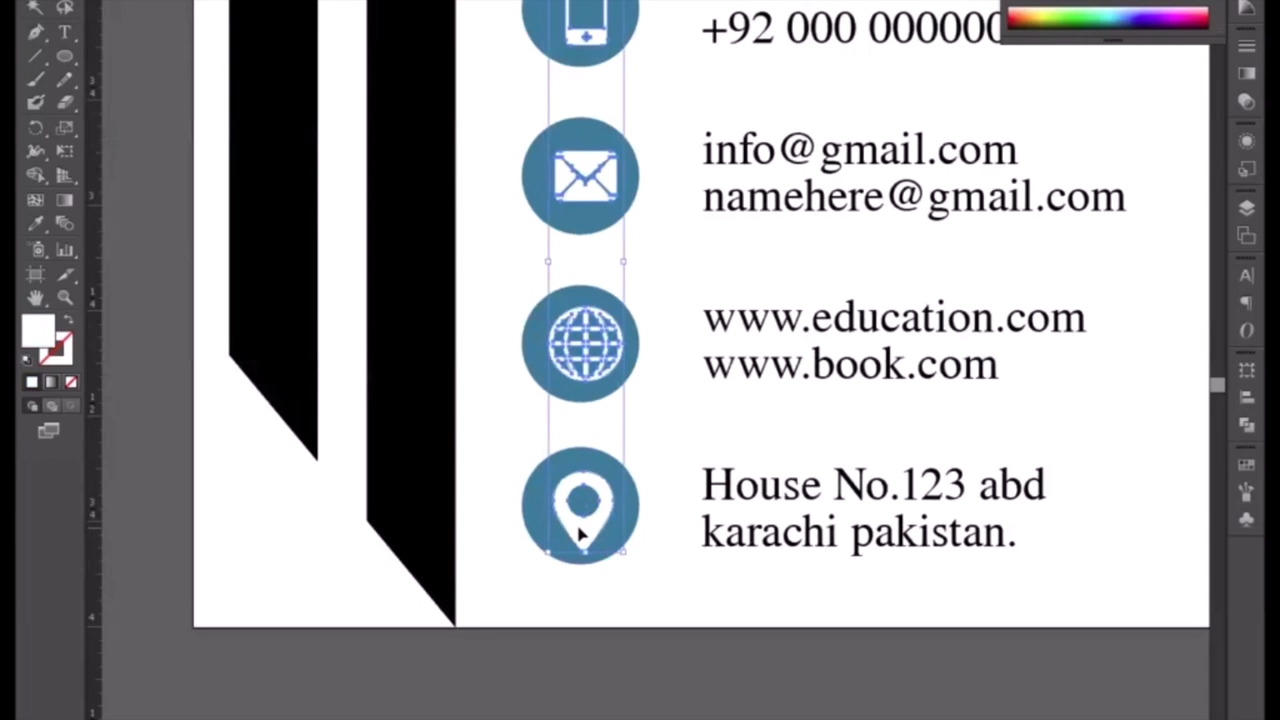 +92 000 000000
info@gmail.com
namehere@gmail.com
www.education.com
www.book.com
House No.123 abd
karachi pakistan.